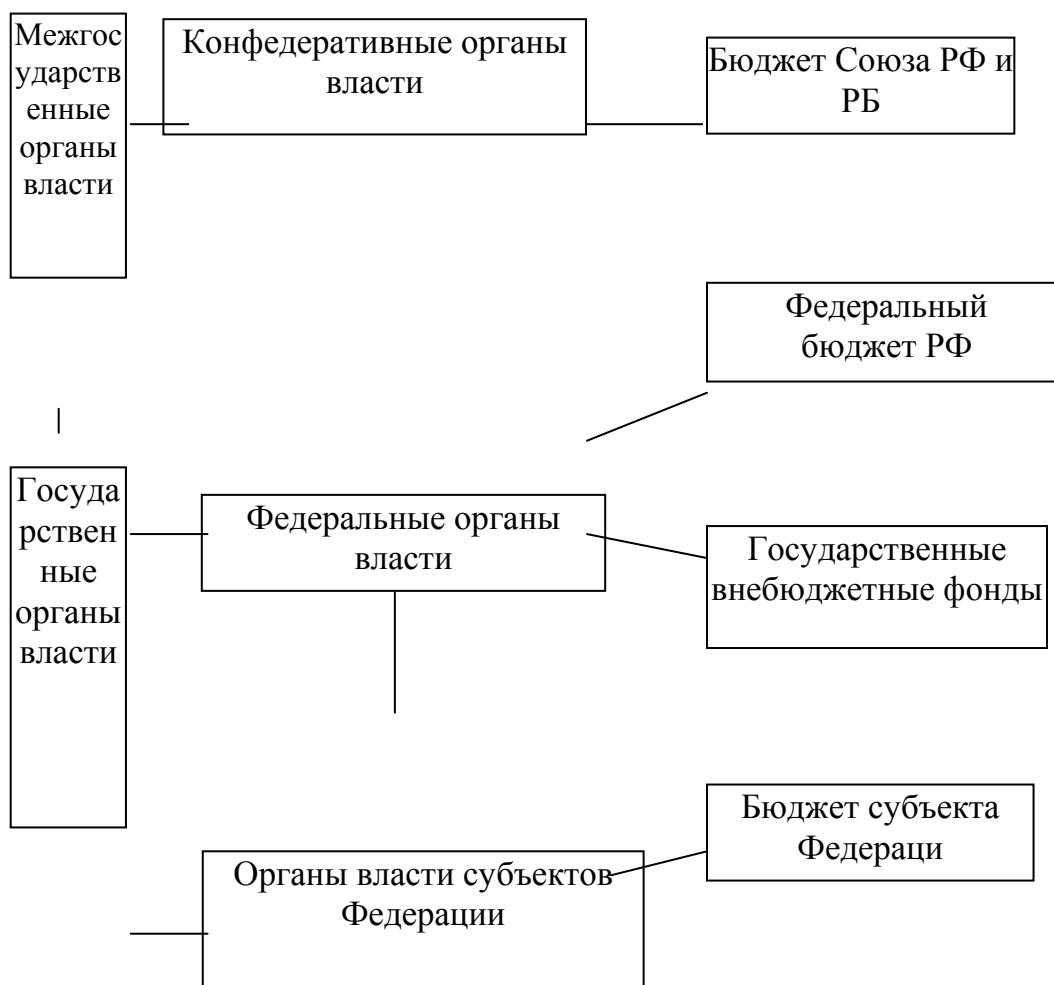 Межгос
ударств
енные
органы
власти
Конфедеративные органы
власти
Бюджет Союза РФ и
РБ
Федеральный
бюджет РФ
Госуда
рствен
ные
органы
власти
Федеральные органы
власти
Государственные
внебюджетные фонды
Бюджет субъекта
Федераци
Органы власти субъектов
Федерации